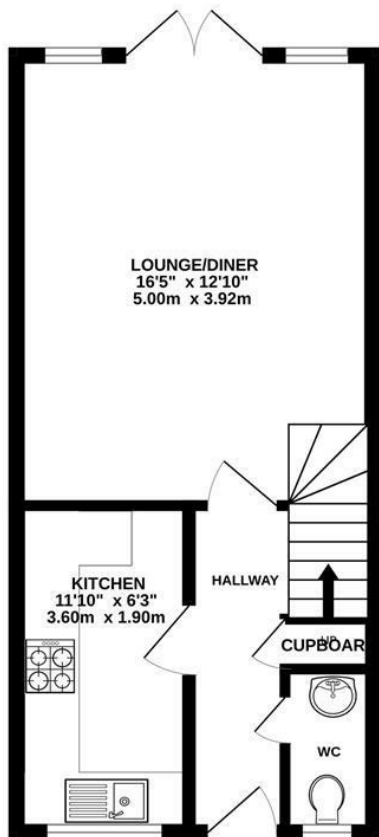 LOUNGE/DINER
16'5" x 12'10"
5.00m x 3.92m
HALLWAY
KITCHEN
11'10" x 6'3"
3.60m x 1.90m
UP
CUPBOAR
WC